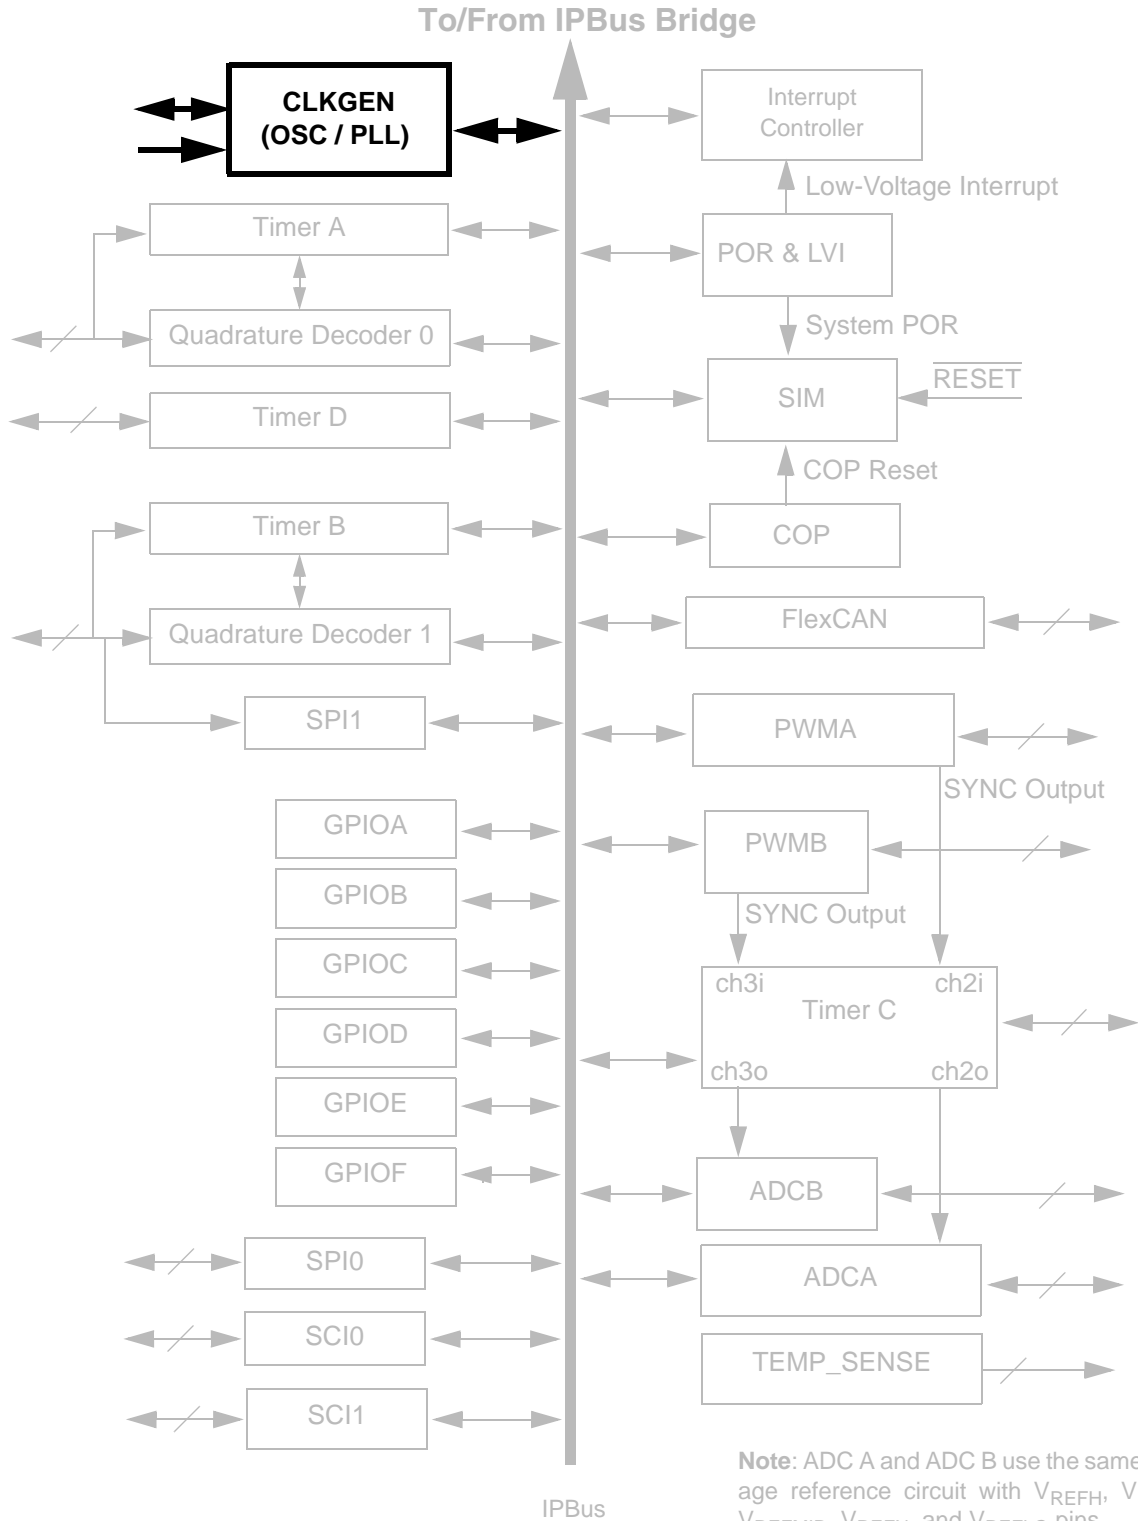 To/From IPBus Bridge
CLKGEN
(OSC / PLL)
Interrupt
Controller
Low-Voltage Interrupt
Timer A
POR & LVI
System POR
Quadrature Decoder 0
RESET
SIM
Timer D
COP Reset
Timer B
COP
FlexCAN
Quadrature Decoder 1
SPI1
PWMA
SYNC Output
GPIOA
PWMB
GPIOB
SYNC Output
GPIOC
ch3i
ch2i
Timer C
GPIOD
ch3o
ch2o
GPIOE
GPIOF
ADCB
SPI0
ADCA
SCI0
TEMP_SENSE
SCI1
Note: ADC A and ADC B use the same
age reference circuit with VREFH, V
IPBus
and pins